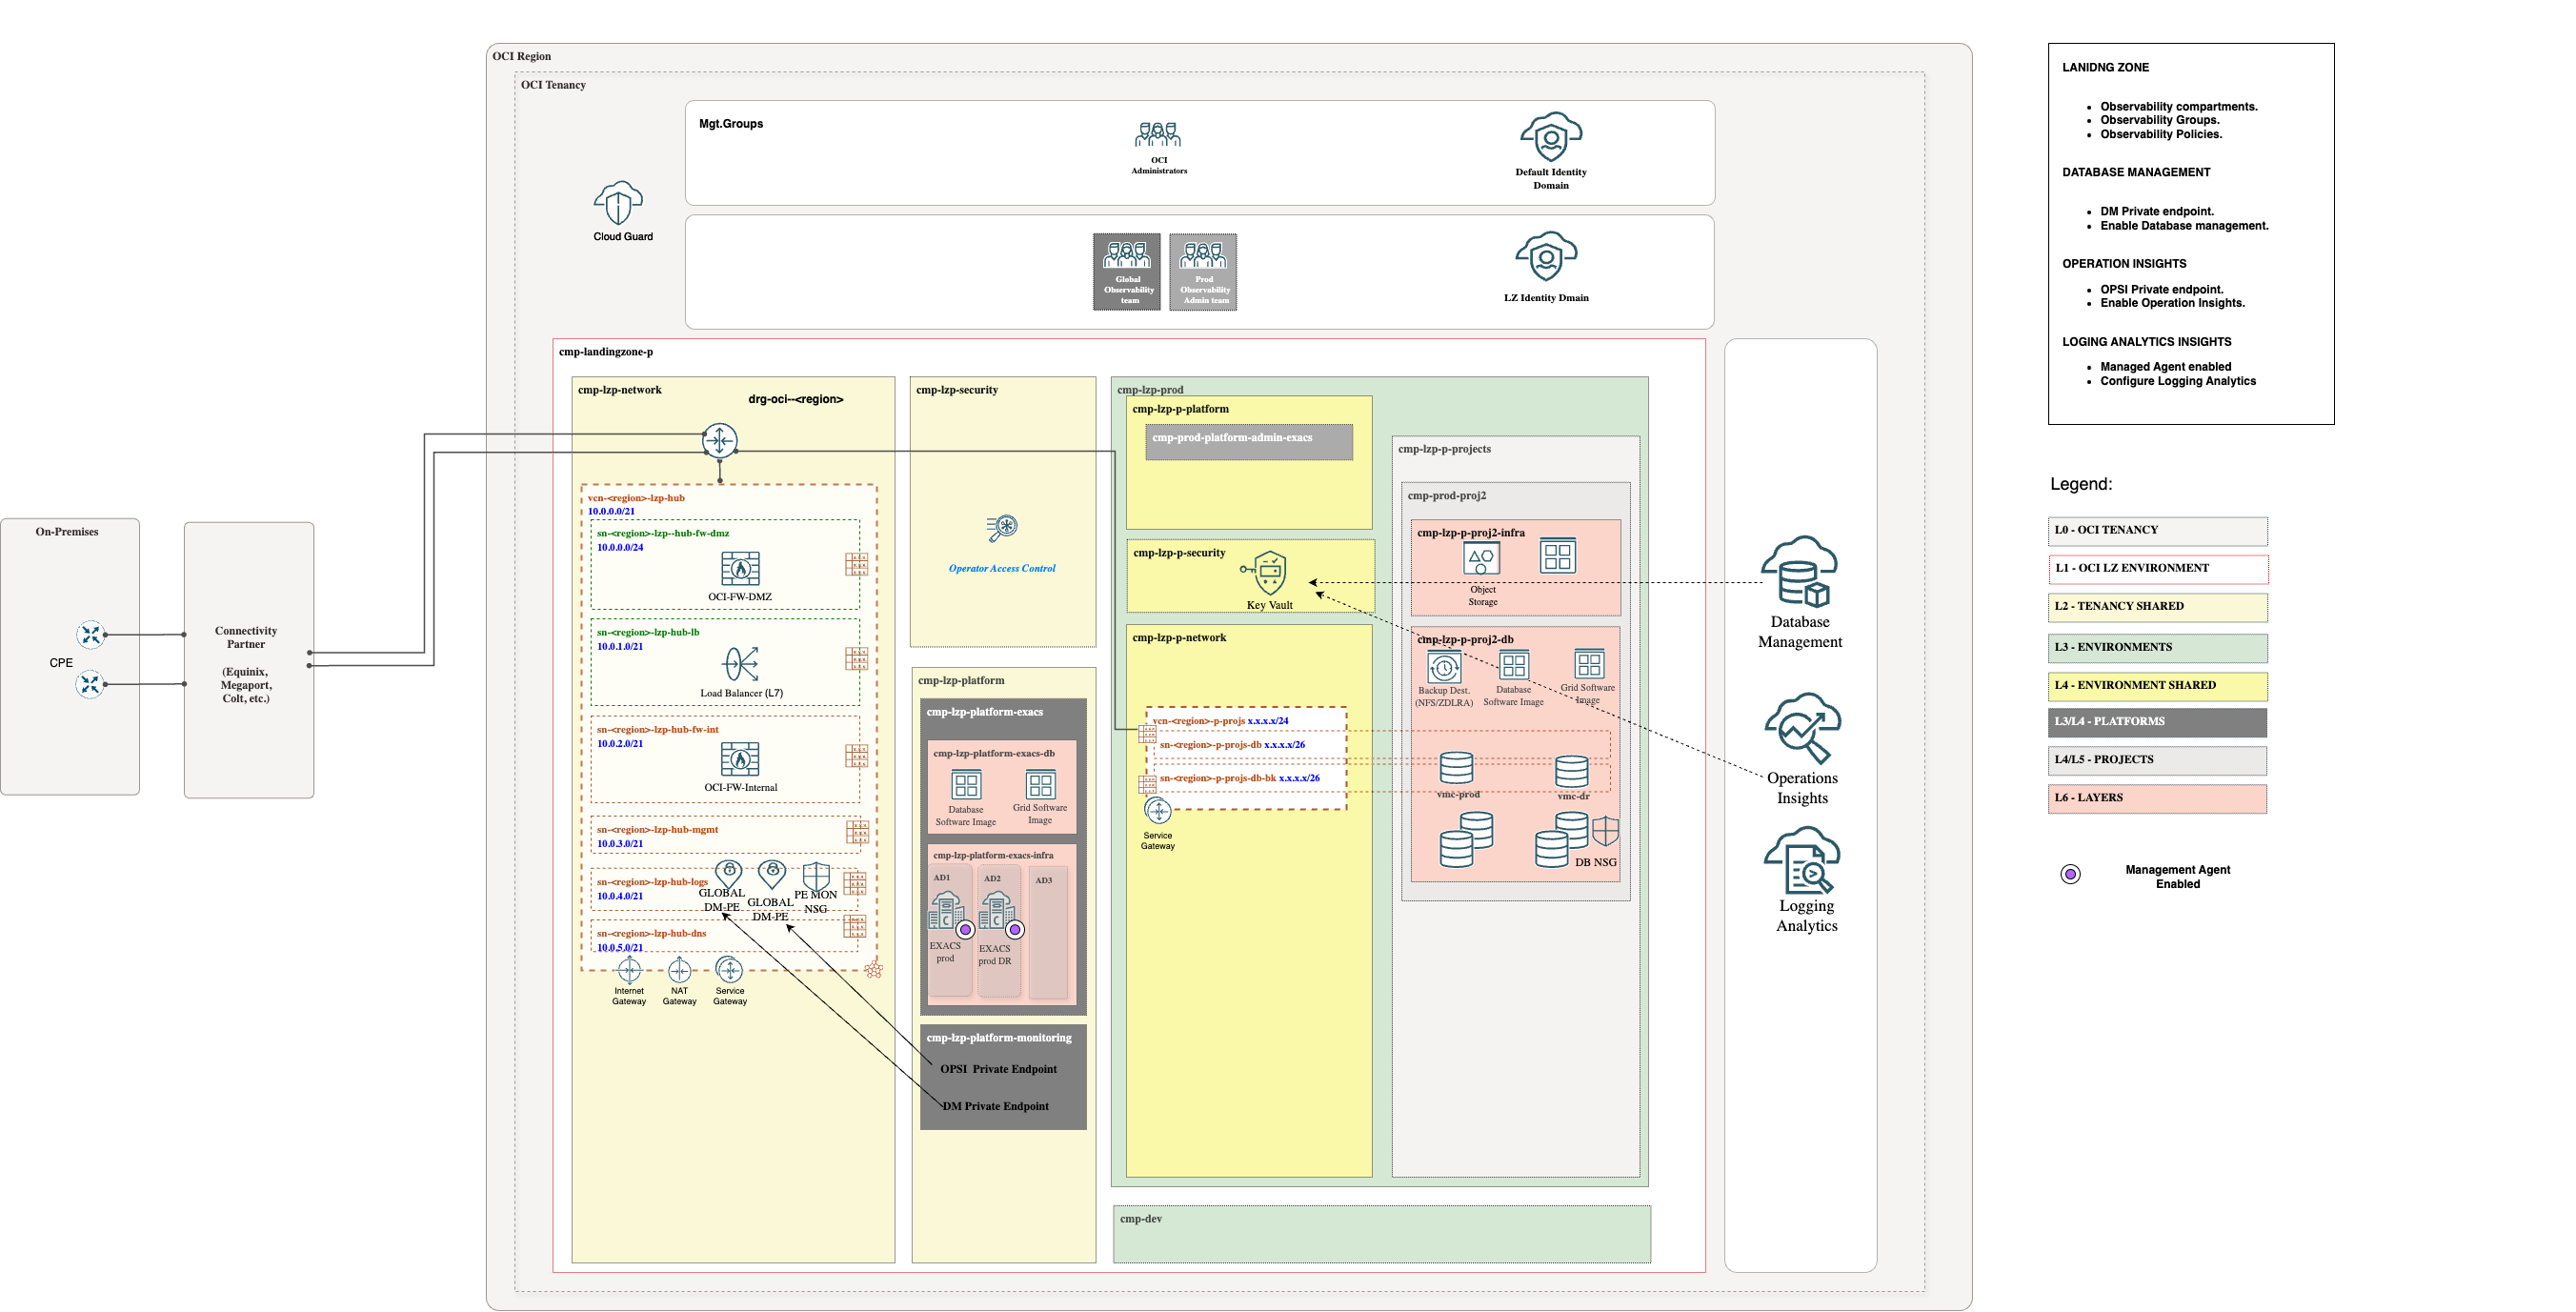 OCI Region
OCI Tenancy
Mgt.Groups
OCI
Administrators
Default Identity
Domain
Cloud Guard
Global
Observability
team
Prod
Observability
Admin team
LZ Identity Dmain
cmp-landingzone-p
cmp-lzp-network
drg-oci--<region>
vcn-<region>-lzp-hub
10.0.0.0/21
sn-<region>-lzp--hub-fw-dmz
10.0.0.0/24
OCI-FW-DMZ
sn-<region>-lzp-hub-lb
10.0.1.0/21
Load Balancer (L7)
sn-<region>-lzp-hub-fw-int
10.0.2.0/21
OCI-FW-Internal
sn-<region>-lzp-hub-mgmt
10.0.3.0/21
sn-<region>-lzp-hub-logs
10.0.4.0/21
GLOBAL
DM-PE
GLOBAL
DM-PE
PE MON
NSG
sn-<region>-lzp-hub-dns
10.0.5.0/21
Internet
Gateway
NAT
Gateway
Service
Gateway
On-Premises
CPE
Connectivity
Partner
(Equinix,
Megaport,
Colt, etc.)
cmp-lzp-security
Operator Access Control
cmp-lzp-platform
cmp-lzp-platform-exacs
cmp-lzp-platform-exacs-db
Database
Software Image
Grid Software
Image
cmp-lzp-platform-exacs-infra
AD1
AD2
AD3
EXACS
prod
EXACS
prod DR
cmp-lzp-platform-monitoring
OPSI  Private Endpoint
DM Private Endpoint
cmp-lzp-prod
cmp-lzp-p-platform
cmp-prod-platform-admin-exacs
cmp-lzp-p-security
Key Vault
cmp-lzp-p-network
vcn-<region>-p-projs x.x.x.x/24
sn-<region>-p-projs-db x.x.x.x/26
sn-<region>-p-projs-db-bk x.x.x.x/26
Service
Gateway
cmp-lzp-p-projects
cmp-prod-proj2
cmp-lzp-p-proj2-infra
Object
Storage
cmp-lzp-p-proj2-db
Backup Dest.
(NFS/ZDLRA)
Database
Software Image
Grid Software
Image
vmc-prod
vmc-dr
DB NSG
cmp-dev
Database
Management
Operations
Insights
Logging
Analytics
LANIDNG ZONE
• Observability compartments.
• Observability Groups.
• Observability Policies.
DATABASE MANAGEMENT
• DM Private endpoint.
• Enable Database management.
OPERATION INSIGHTS
• OPSI Private endpoint.
• Enable Operation Insights.
LOGING ANALYTICS INSIGHTS
• Managed Agent enabled
• Configure Logging Analytics
Legend:
L0 - OCI TENANCY
L1 - OCI LZ ENVIRONMENT
L2 - TENANCY SHARED
L3 - ENVIRONMENTS
L4 - ENVIRONMENT SHARED
L3/L4 - PLATFORMS
L4/L5 - PROJECTS
L6 - LAYERS
Management Agent
Enabled